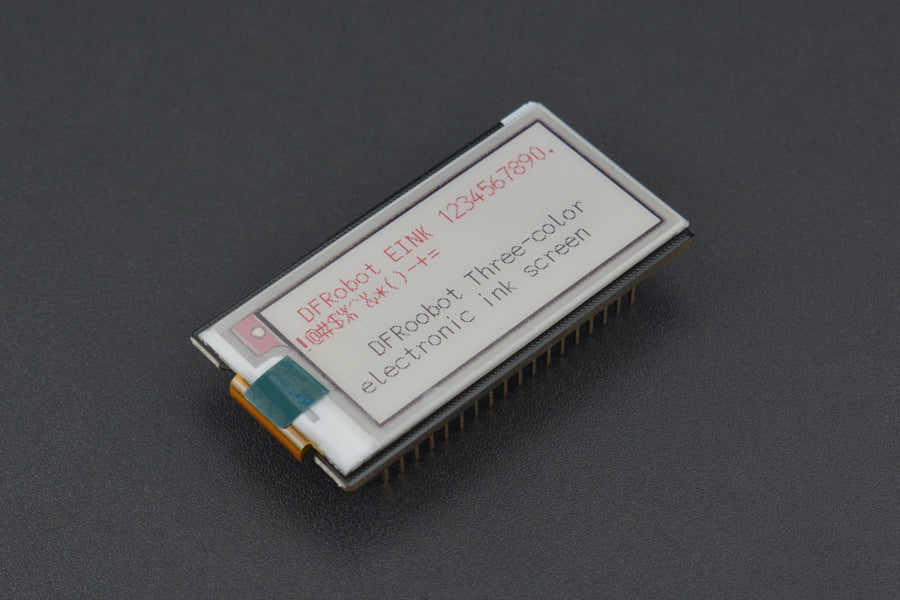 DFRobot EINK 1234567890.
!@#$%^&*()-+=
DFRoobot Three-color
electronic ink screen